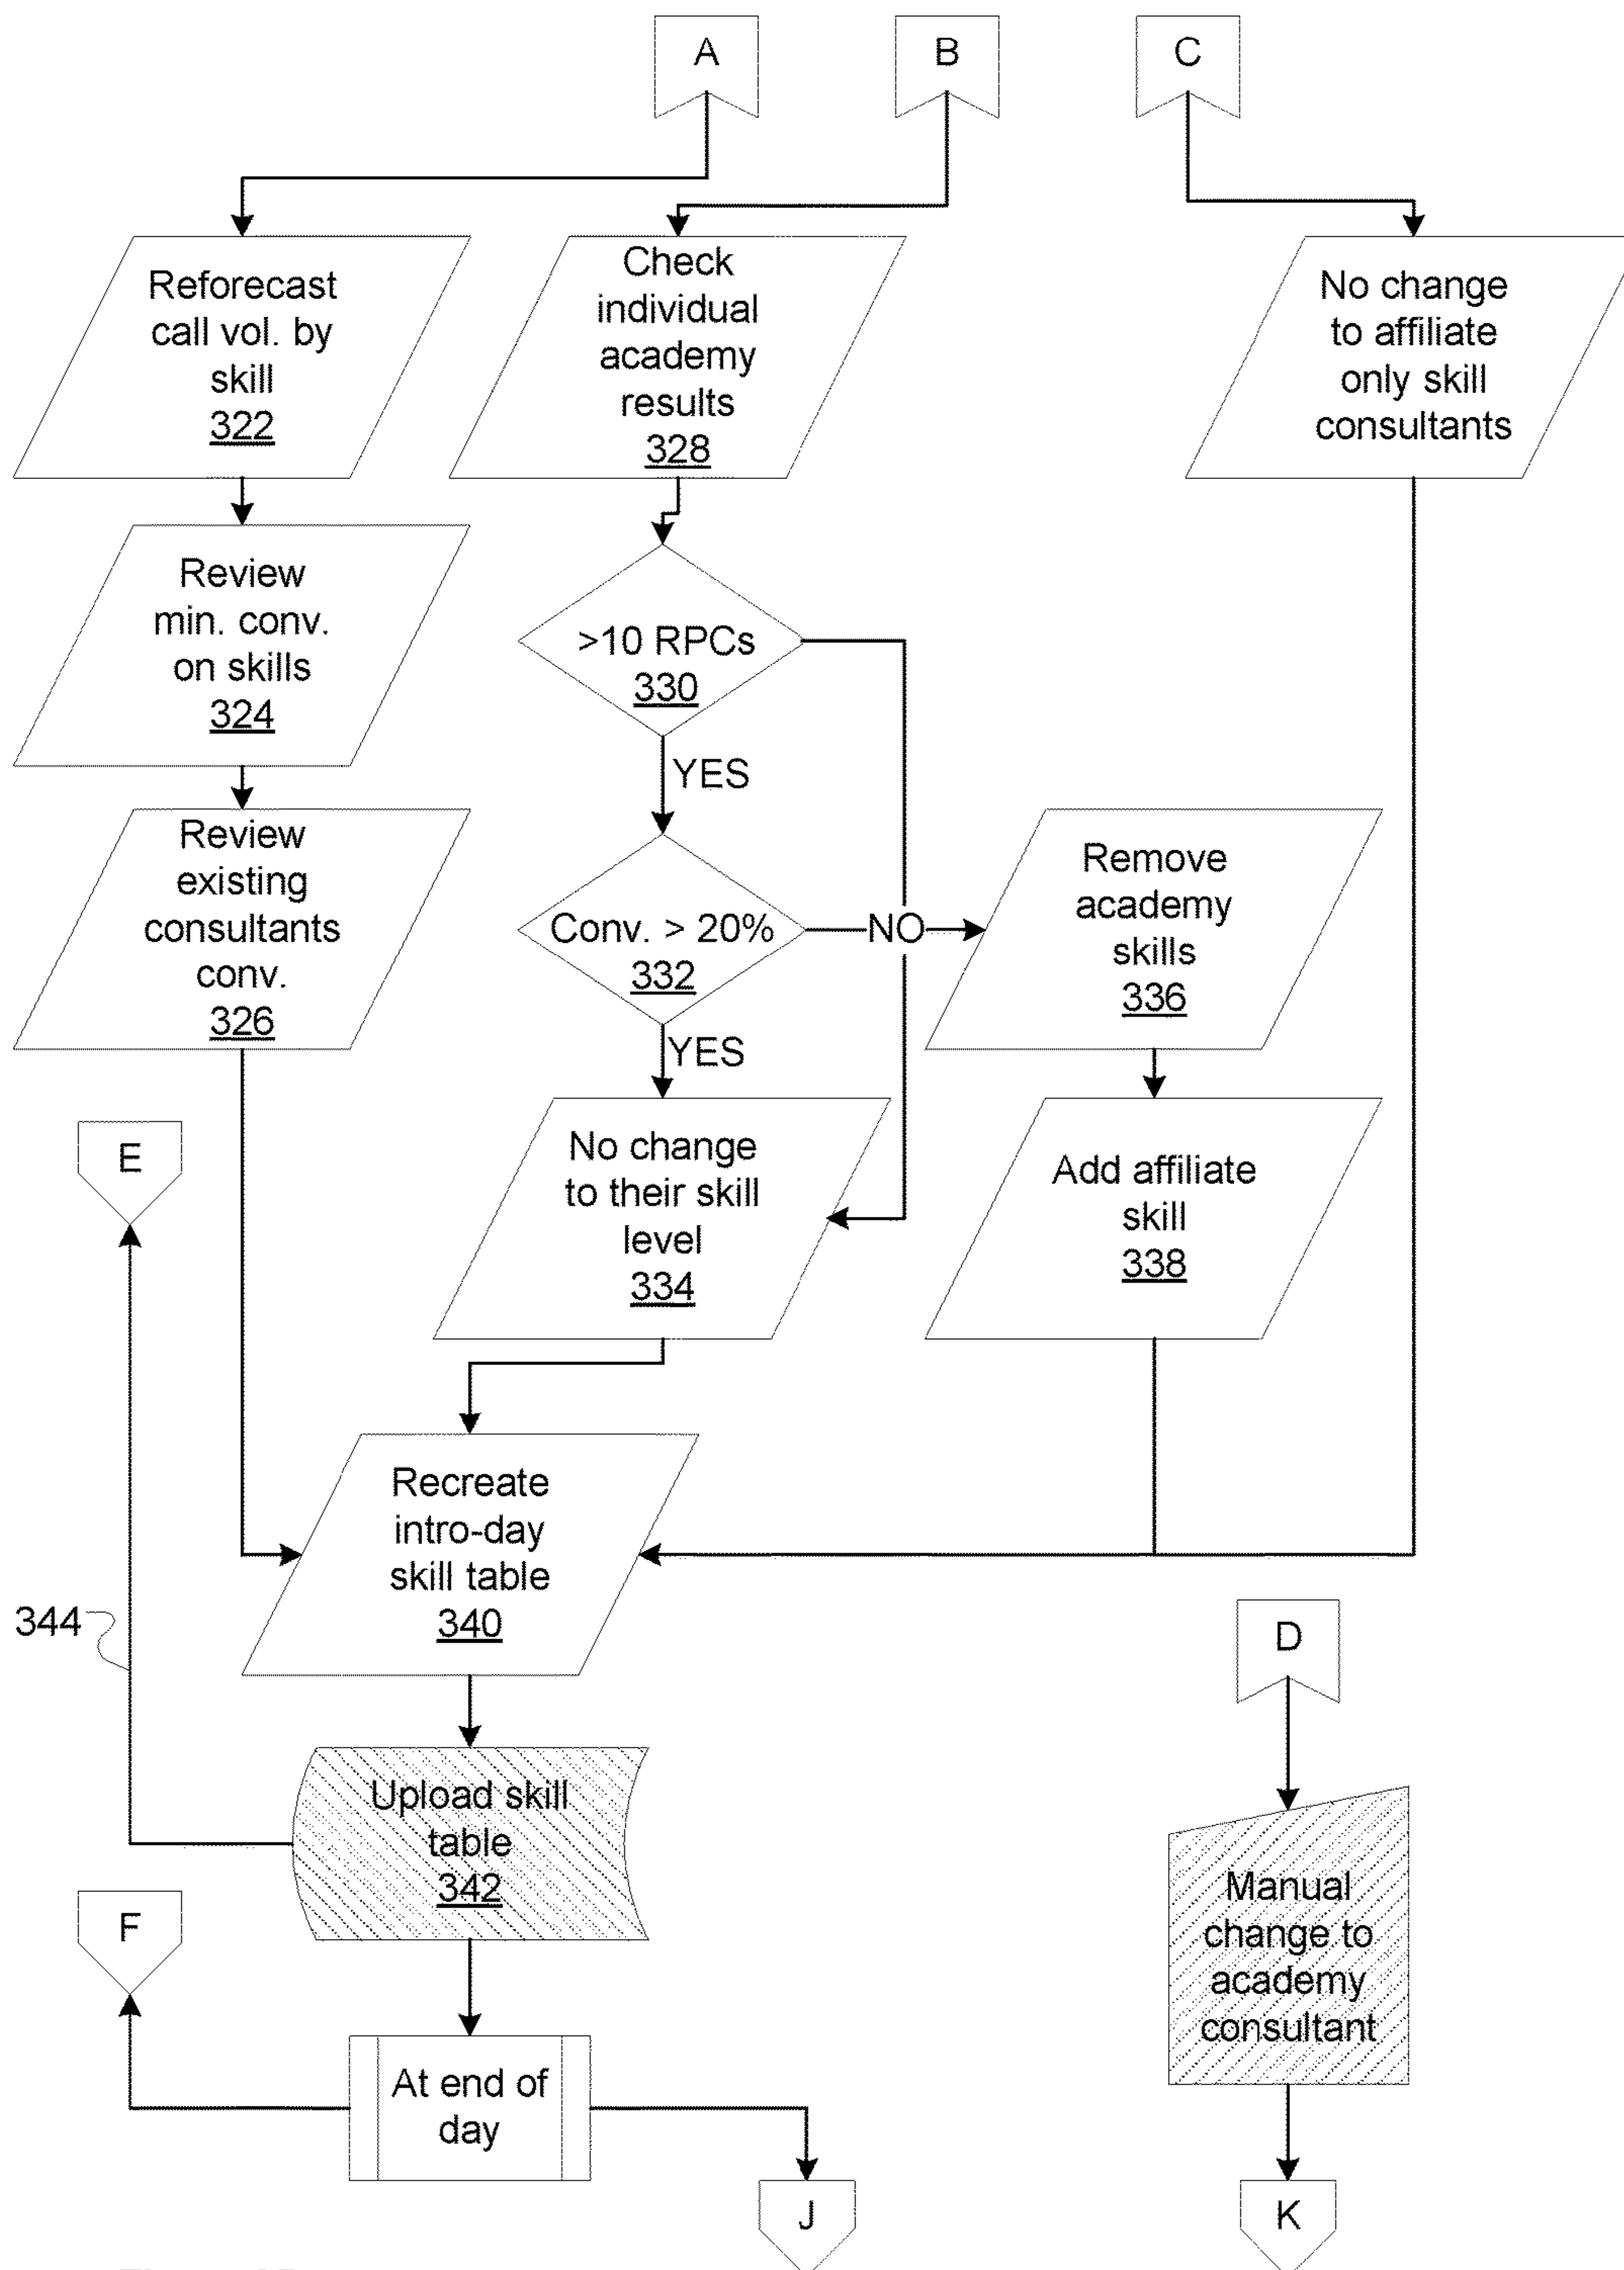 A
B
C
Reforecast
call vol. by
skill
322
Check
individual
academy
results
328
No change
to affiliate
only skill
consultants
Review
min. conv.
on skills
324
>10 RPCs
330
YES
Review
existing
consultants
conv.
326
Conv. > 20%
332
NO
Remove
academy
skills
336
YES
E
No change
to their skill
level
334
Add affiliate
skill
338
Recreate
intro-day
skill table
340
344
D
Upload skill
table
342
Manual
change to
academy
consultant
F
At end of
day
J
K